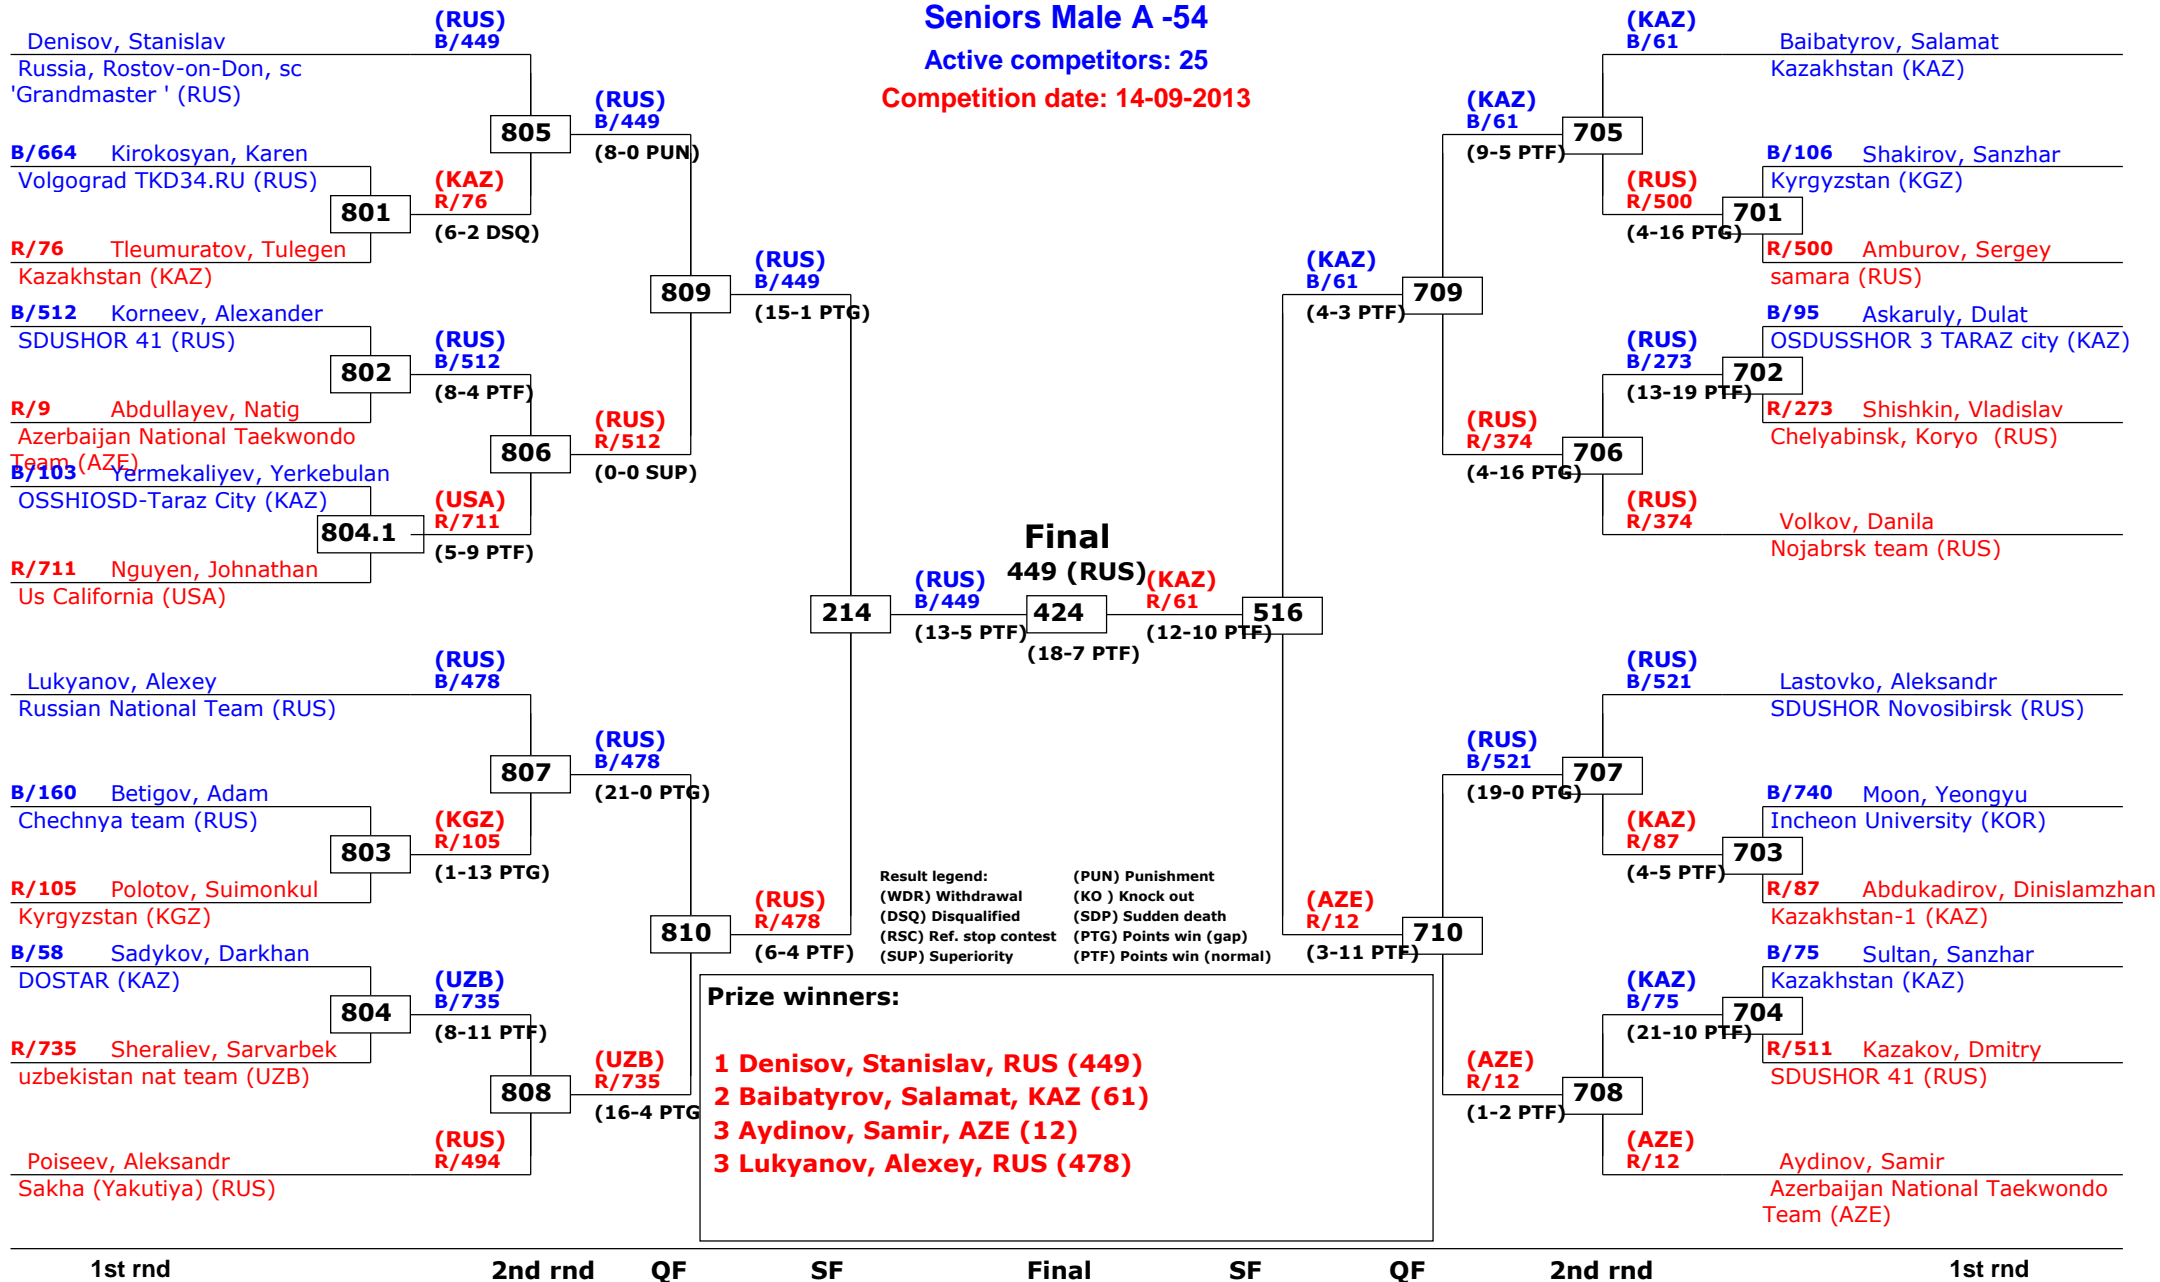 Seniors Male A -54
Active competitors: 25
Competition date: 14-09-2013
Denisov, Stanislav
Russia, Rostov-on-Don, sc
'Grandmaster ' (RUS)
(RUS)
B/449
B/664 Kirokosyan, Karen
Volgograd TKD34.RU (RUS)
801
R/76 Tleumuratov, Tulegen
Kazakhstan (KAZ)
(KAZ)
R/76
(6-2 DSQ)
805
(RUS)
B/449
(8-0 PUN)
B/512 Korneev, Alexander
SDUSHOR 41 (RUS)
802
R/9 Abdullayev, Natig
Azerbaijan National Taekwondo
Team (AZE)
(RUS)
B/512
(8-4 PTF)
B/103 Yermekaliyev, Yerkebulan
OSSHIOSD-Taraz City (KAZ)
804.1
R/711 Nguyen, Johnathan
Us California (USA)
(USA)
R/711
(5-9 PTF)
806
(RUS)
R/512
(0-0 SUP)
809
(RUS)
B/449
(15-1 PTG)
Lukyanov, Alexey
Russian National Team (RUS)
(RUS)
B/478
B/160 Betigov, Adam
Chechnya team (RUS)
803
R/105 Polotov, Suimonkul
Kyrgyzstan (KGZ)
(KGZ)
R/105
(1-13 PTG)
807
(RUS)
B/478
(21-0 PTG)
B/58 Sadykov, Darkhan
DOSTAR (KAZ)
804
R/735 Sheraliev, Sarvarbek
uzbekistan nat team (UZB)
(UZB)
B/735
(8-11 PTF)
Poiseev, Aleksandr
Sakha (Yakutiya) (RUS)
(RUS)
R/494
808
(UZB)
R/735
(16-4 PTG
810
(RUS)
R/478
(6-4 PTF)
214
(RUS)
B/449
(13-5 PTF)
Final
449 (RUS)
424
(18-7 PTF)
(KAZ)
R/61
(12-10 PTF)
516
(KAZ)
B/61
(4-3 PTF)
709
(KAZ)
B/61
(9-5 PTF)
705
(KAZ)
B/61
Baibatyrov, Salamat
Kazakhstan (KAZ)
(RUS)
R/500
(4-16 PTG)
701
B/106 Shakirov, Sanzhar
Kyrgyzstan (KGZ)
R/500 Amburov, Sergey
samara (RUS)
(RUS)
R/374
(4-16 PTG)
706
(RUS)
B/273
(13-19 PTF)
702
B/95 Askaruly, Dulat
OSDUSSHOR 3 TARAZ city (KAZ)
R/273 Shishkin, Vladislav
Chelyabinsk, Koryo (RUS)
(RUS)
R/374
Volkov, Danila
Nojabrsk team (RUS)
(AZE)
R/12
(3-11 PTF)
710
(RUS)
B/521
(19-0 PTG)
707
(RUS)
B/521
Lastovko, Aleksandr
SDUSHOR Novosibirsk (RUS)
(KAZ)
R/87
(4-5 PTF)
703
B/740 Moon, Yeongyu
Incheon University (KOR)
R/87 Abdukadirov, Dinislamzhan
Kazakhstan-1 (KAZ)
(AZE)
R/12
(1-2 PTF)
708
(KAZ)
B/75
(21-10 PTF)
704
B/75 Sultan, Sanzhar
Kazakhstan (KAZ)
R/511 Kazakov, Dmitry
SDUSHOR 41 (RUS)
(AZE)
R/12
Aydinov, Samir
Azerbaijan National Taekwondo
Team (AZE)
Result legend: (PUN) Punishment
(WDR) Withdrawal (KO ) Knock out
(DSQ) Disqualified (SDP) Sudden death
(RSC) Ref. stop contest (PTG) Points win (gap)
(SUP) Superiority (PTF) Points win (normal)
Prize winners:
1 Denisov, Stanislav, RUS (449)
2 Baibatyrov, Salamat, KAZ (61)
3 Aydinov, Samir, AZE (12)
3 Lukyanov, Alexey, RUS (478)
1st rnd 2nd rnd QF SF Final SF QF 2nd rnd 1st rnd